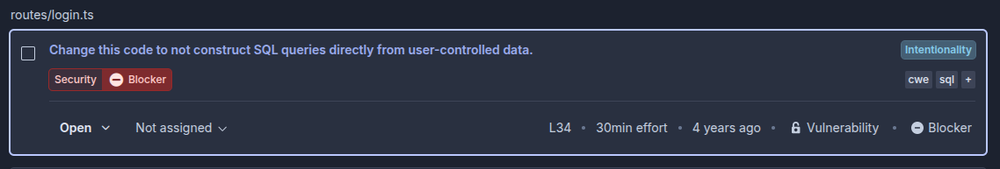 routes/login.ts
Change this code to not construct SQL queries directly from user-controlled data. Intentionality
Security Blocker cwe sql +
Open Not assigned L34 • 30min effort • 4 years ago • Vulnerability • Blocker